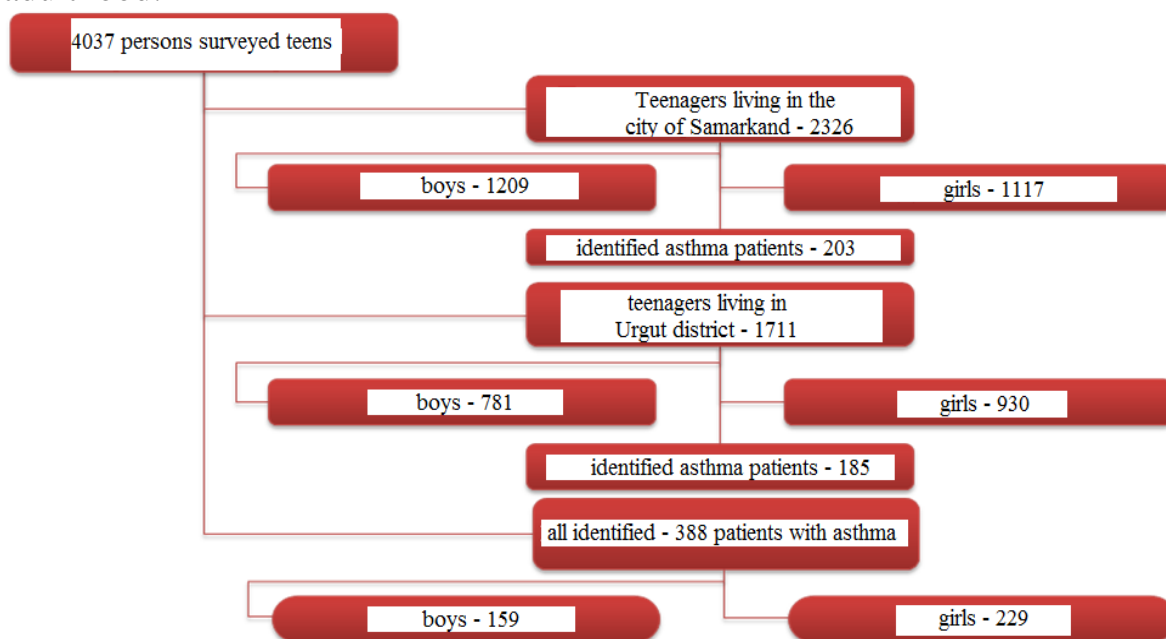 4037 persons surveyed teens
Teenagers living in the
city of Samarkand - 2326
boys - 1209
girls - 1117
identified asthma patients - 203
teenagers living in
Urgut district - 1711
boys - 781
girls - 930
identified asthma patients - 185
all identified - 388 patients with asthma
boys - 159
girls - 229